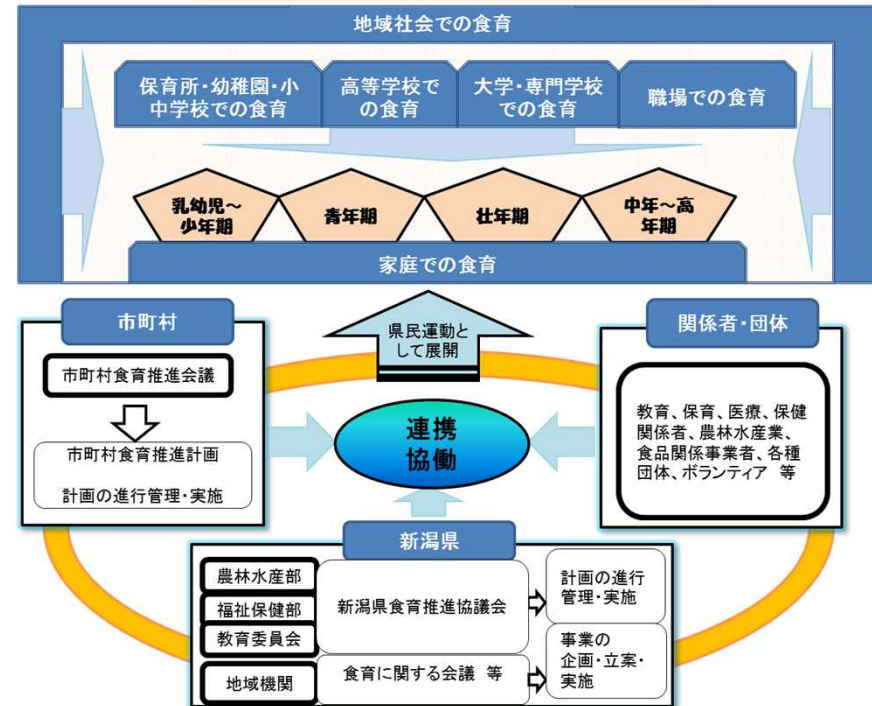 地域社会での食育
保育所・幼稚園・小
中学校での食育
高等学校で
の食育
大学・専門学校
での食育
職場での食育
乳幼児～
少年期
青年期
壮年期
中年～高
年期
家庭での食育
市町村
市町村食育推進会議
市町村食育推進計画
計画の進行管理・実施
県民運動と
して展開
連携
協働
関係者・団体
教育、保育、医療、保健
関係者、農林水産業、
食品関係事業者、各種
団体、ボランティア 等
新潟県
農林水産部
福祉保健部
教育委員会
地域機関
新潟県食育推進協議会
食育に関する会議 等
計画の進行
管理・実施
事業の
企画・立案・
実施